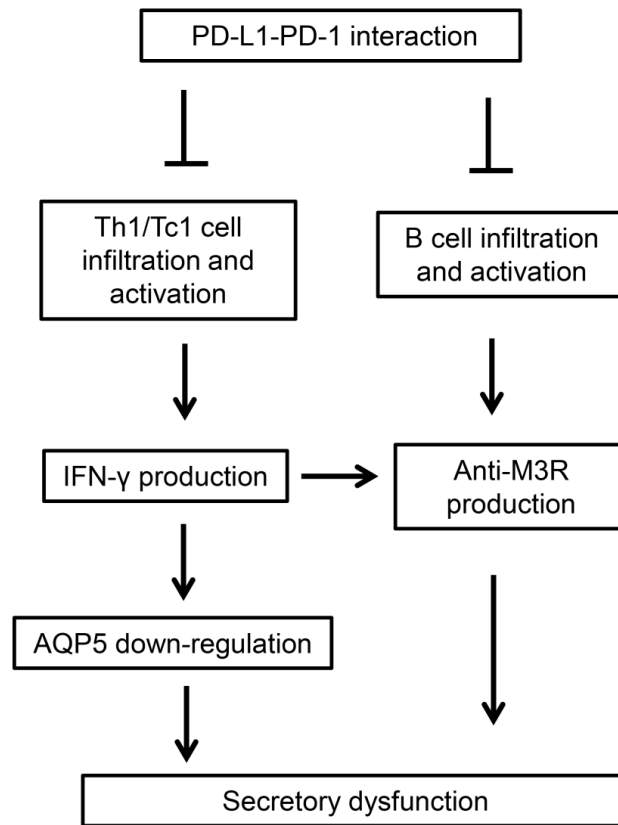 PD-L1-PD-1 interaction
Th1/Tc1 cell
infiltration and
activation
B cell infiltration
and activation
IFN-γ production
Anti-M3R
production
AQP5 down-regulation
Secretory dysfunction